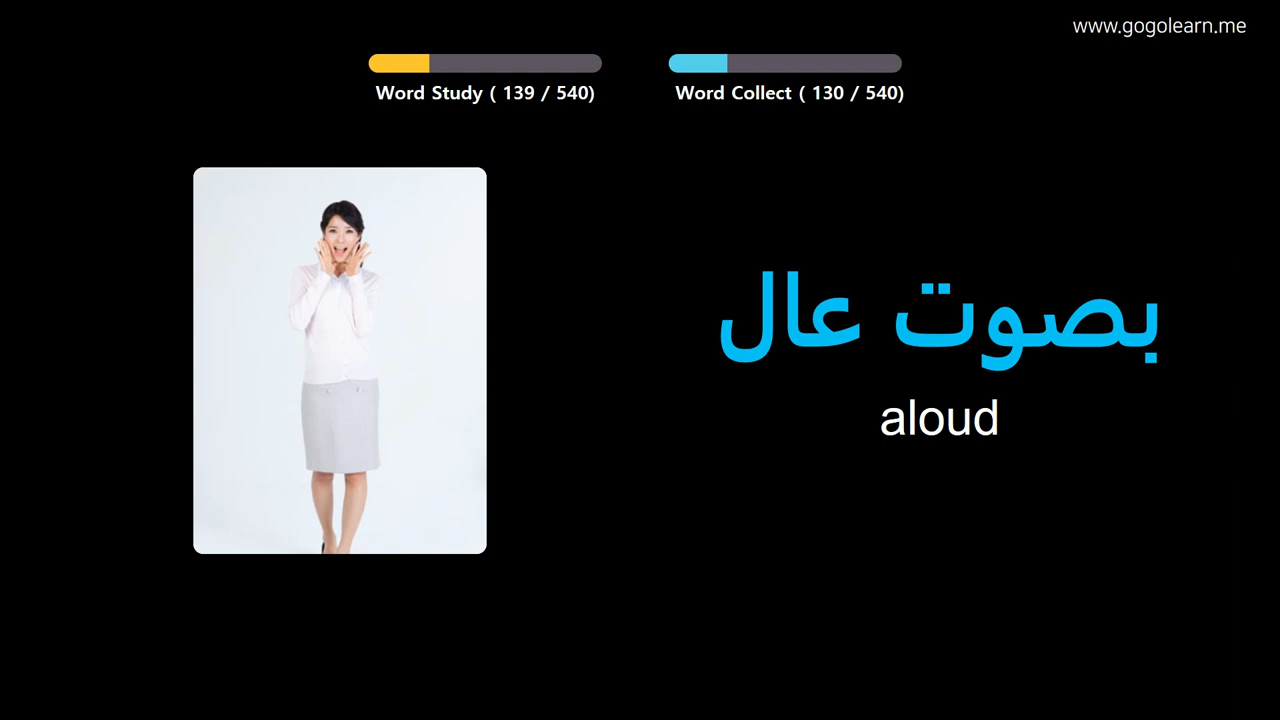 www.gogolearn.me
Word Study ( 139 / 540)
Word Collect ( 130 / 540)
بصوت عال
aloud